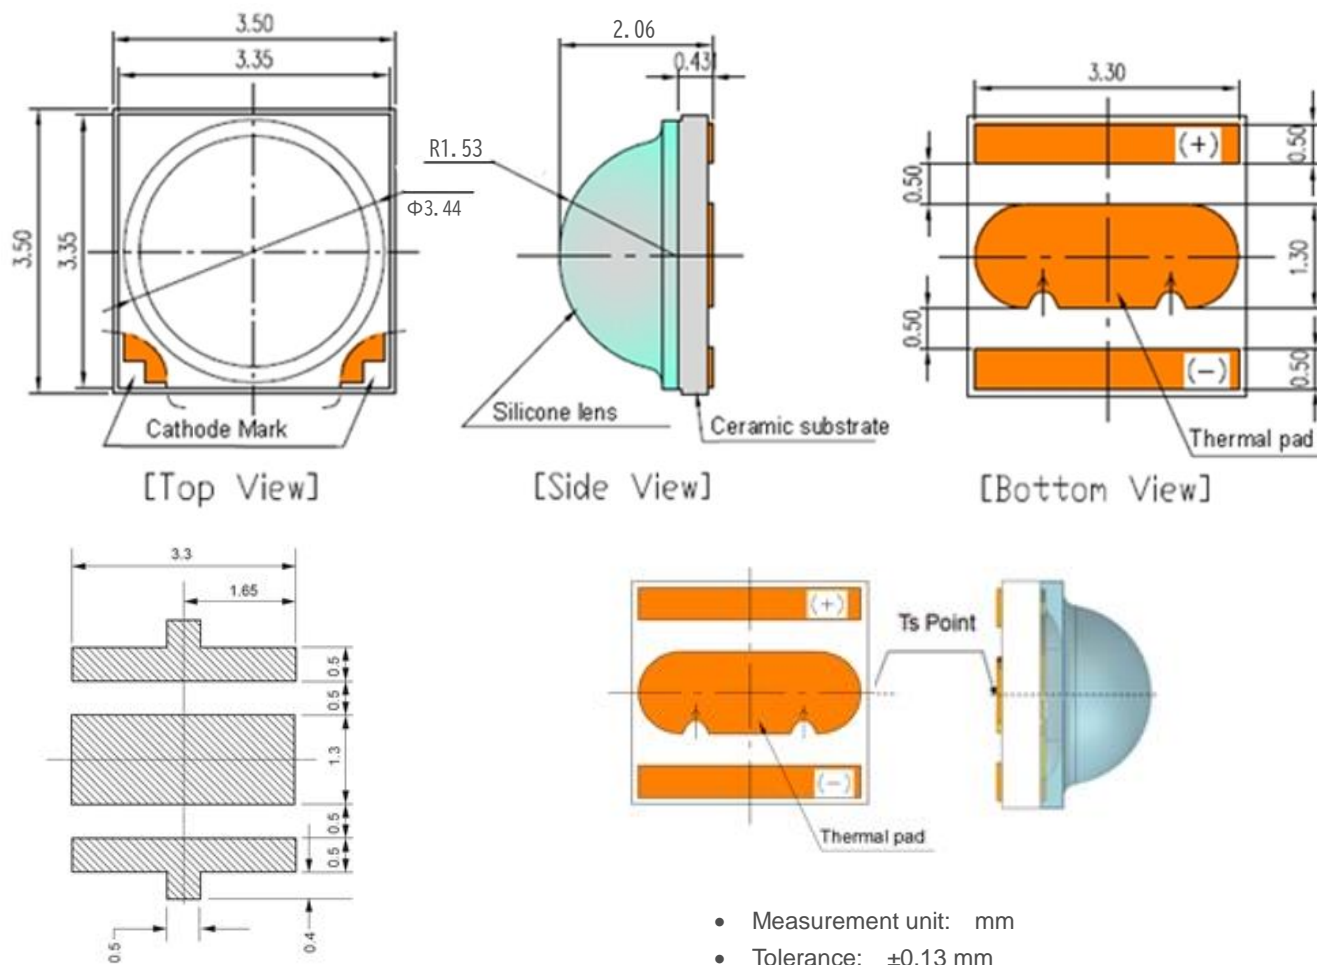 3.50
3.35
3.50
3.35
Φ3.44
Cathode Mark
[Top View]
2.06
0.43
R1.53
Silicone lens
Ceramic substrate
[Side View]
3.30
(+)
0.50
0.50
1.30
0.50
(-)
0.50
Thermal pad
[Bottom View]
3.3
1.65
0.5
0.5
1.3
0.5
0.5
0.5
0.4
(+)
(-)
Thermal pad
Ts Point
• Measurement unit: mm
• Tolerance: ±0.13 mm